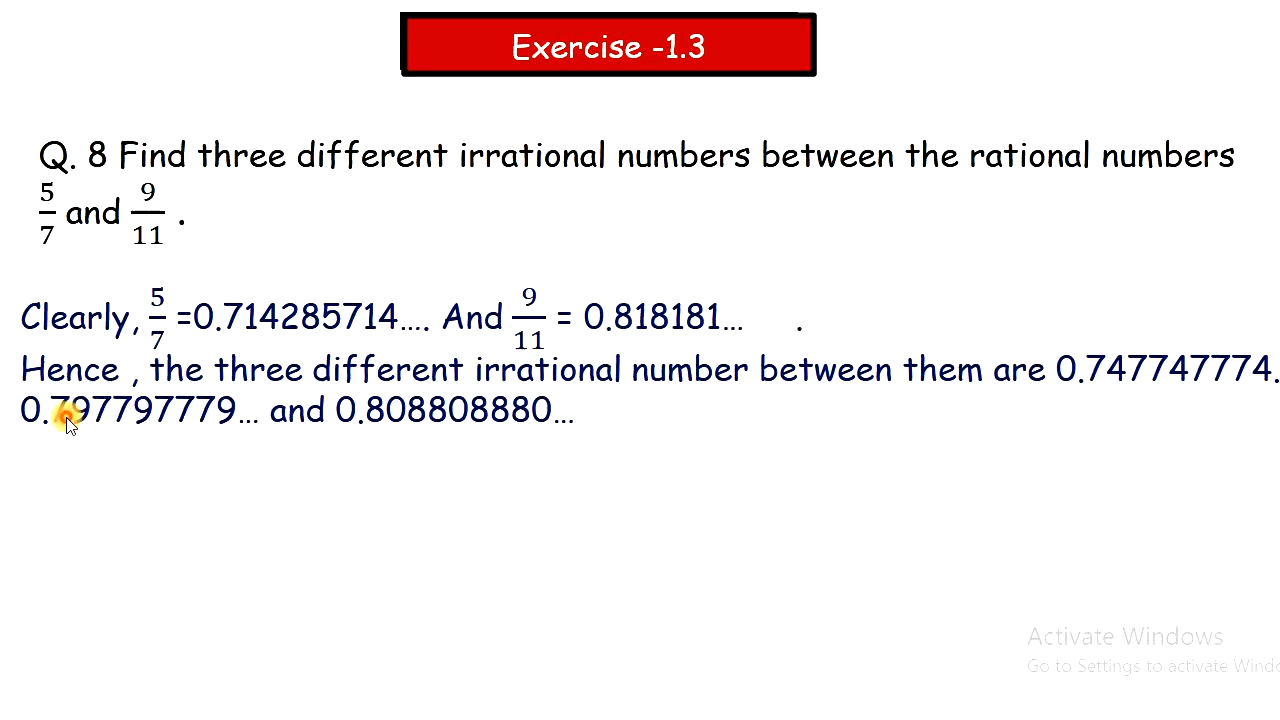 Exercise -1.3
Q. 8 Find three different irrational numbers between the rational numbers
5/7 and 9/11 .
Clearly, 5/7 =0.714285714.... And 9/11 = 0.818181... .
Hence , the three different irrational number between them are 0.747747774.
0.797797779... and 0.808808880...
Activate Windows
Go to Settings to activate Windo